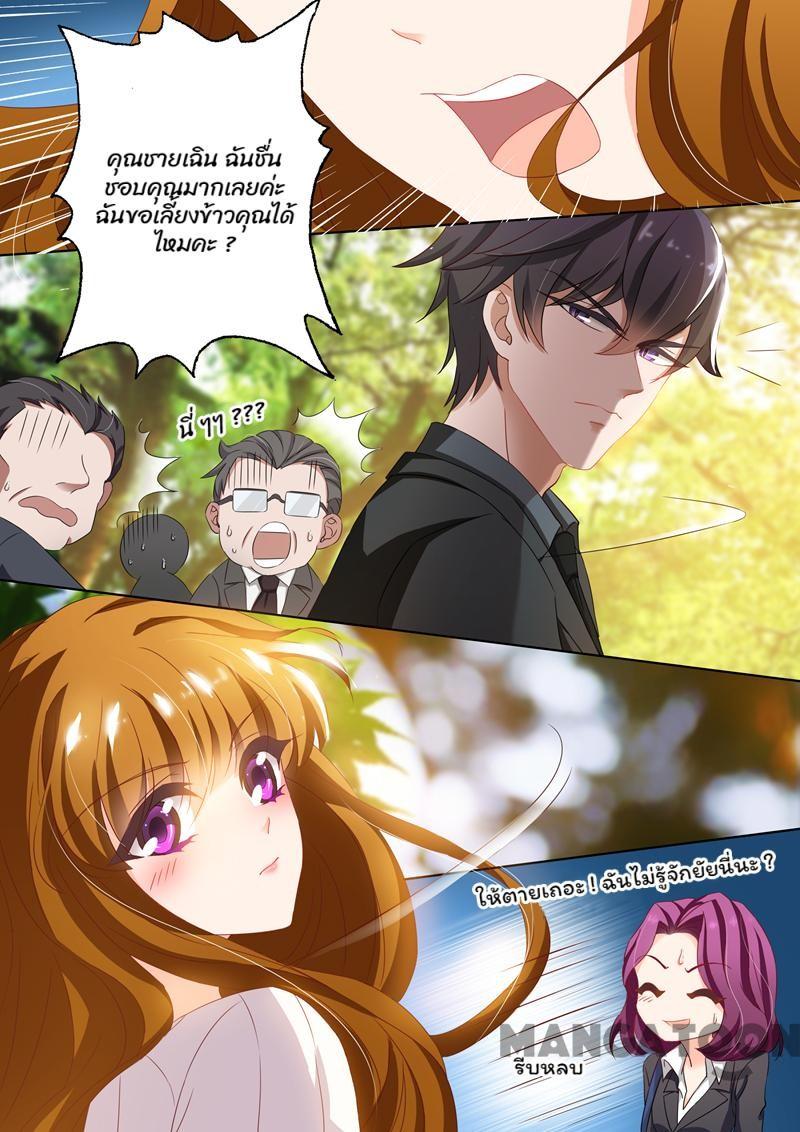 คุณชายเฉิน ฉันชื่น
ชอบคุณมากเลยค่ะ
ฉันขอเลี้ยงข้าวคุณได้
ไหมคะ ?
นี่ ๆๆ ???
ให้ตายเถอะ ! ฉันไม่รู้จักยัยนี่นะ ?
MANGATOON
รีบหลบ